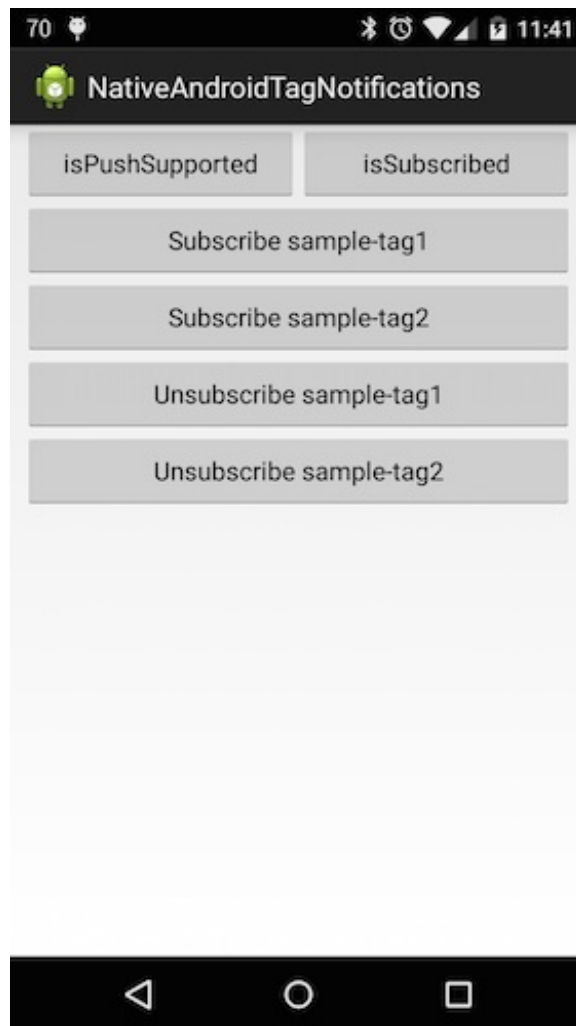 70 11:41
NativeAndroidTagNotifications
isPushSupported isSubscribed
Subscribe sample-tag1
Subscribe sample-tag2
Unsubscribe sample-tag1
Unsubscribe sample-tag2